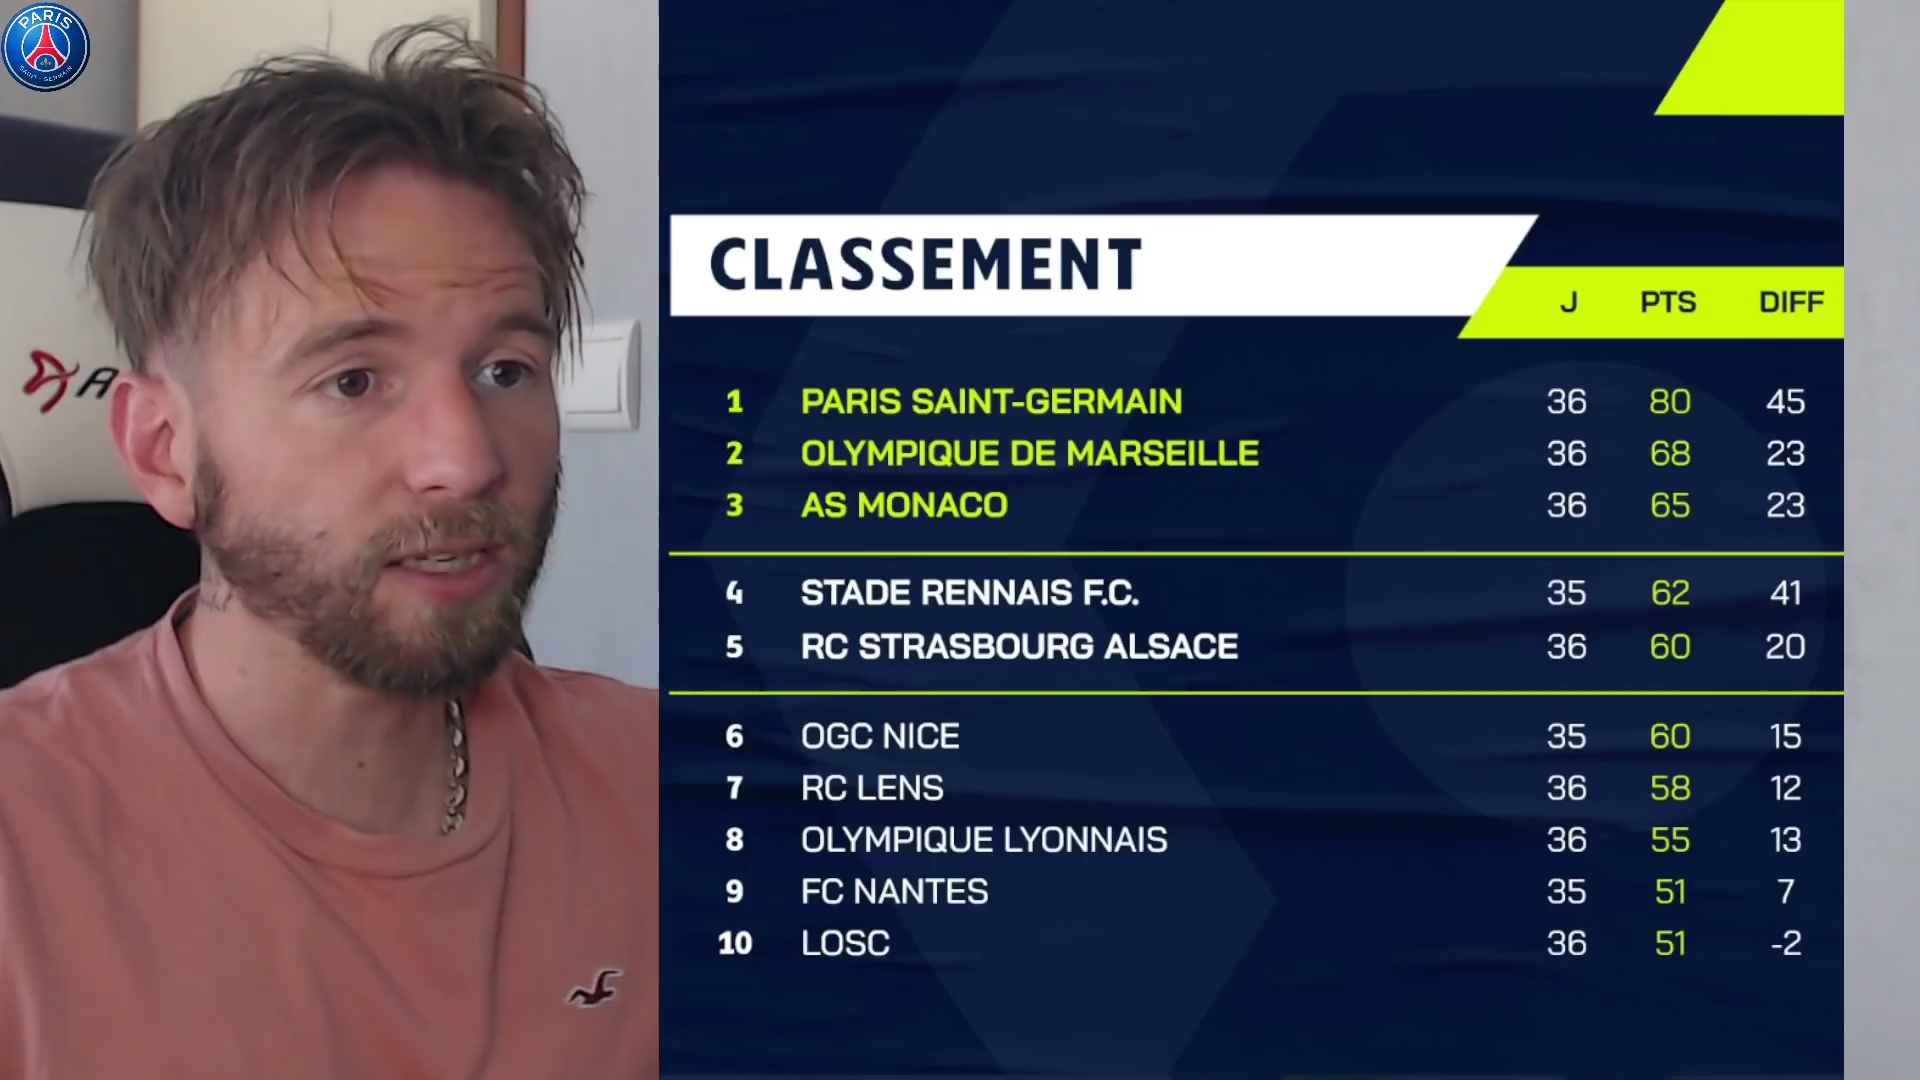 PARIS
SAINT-GERMAIN
A
CLASSEMENT
J PTS DIFF
1 PARIS SAINT-GERMAIN 36 80 45
2 OLYMPIQUE DE MARSEILLE 36 68 23
3 AS MONACO 36 65 23
4 STADE RENNAIS F.C. 35 62 41
5 RC STRASBOURG ALSACE 36 60 20
6 OGC NICE 35 60 15
7 RC LENS 36 58 12
8 OLYMPIQUE LYONNAIS 36 55 13
9 FC NANTES 35 51 7
10 LOSC 36 51 -2